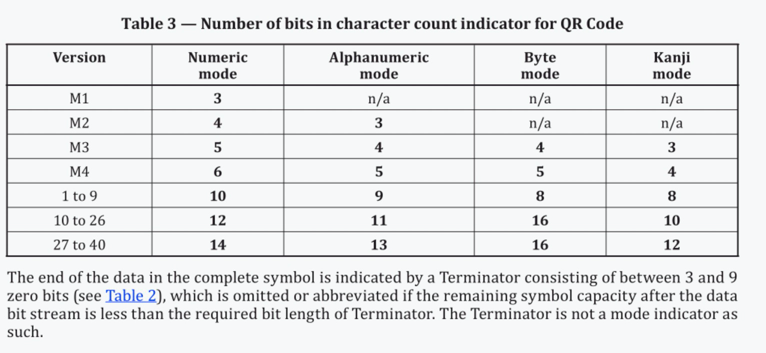 Table 3 — Number of bits in character count indicator for QR Code
Version Numeric mode Alphanumeric mode Byte mode Kanji mode
M1 3 n/a n/a n/a
M2 4 3 n/a n/a
M3 5 4 4 3
M4 6 5 5 4
1 to 9 10 9 8 8
10 to 26 12 11 16 10
27 to 40 14 13 16 12
The end of the data in the complete symbol is indicated by a Terminator consisting of between 3 and 9
zero bits (see Table 2), which is omitted or abbreviated if the remaining symbol capacity after the data
bit stream is less than the required bit length of Terminator. The Terminator is not a mode indicator as
such.